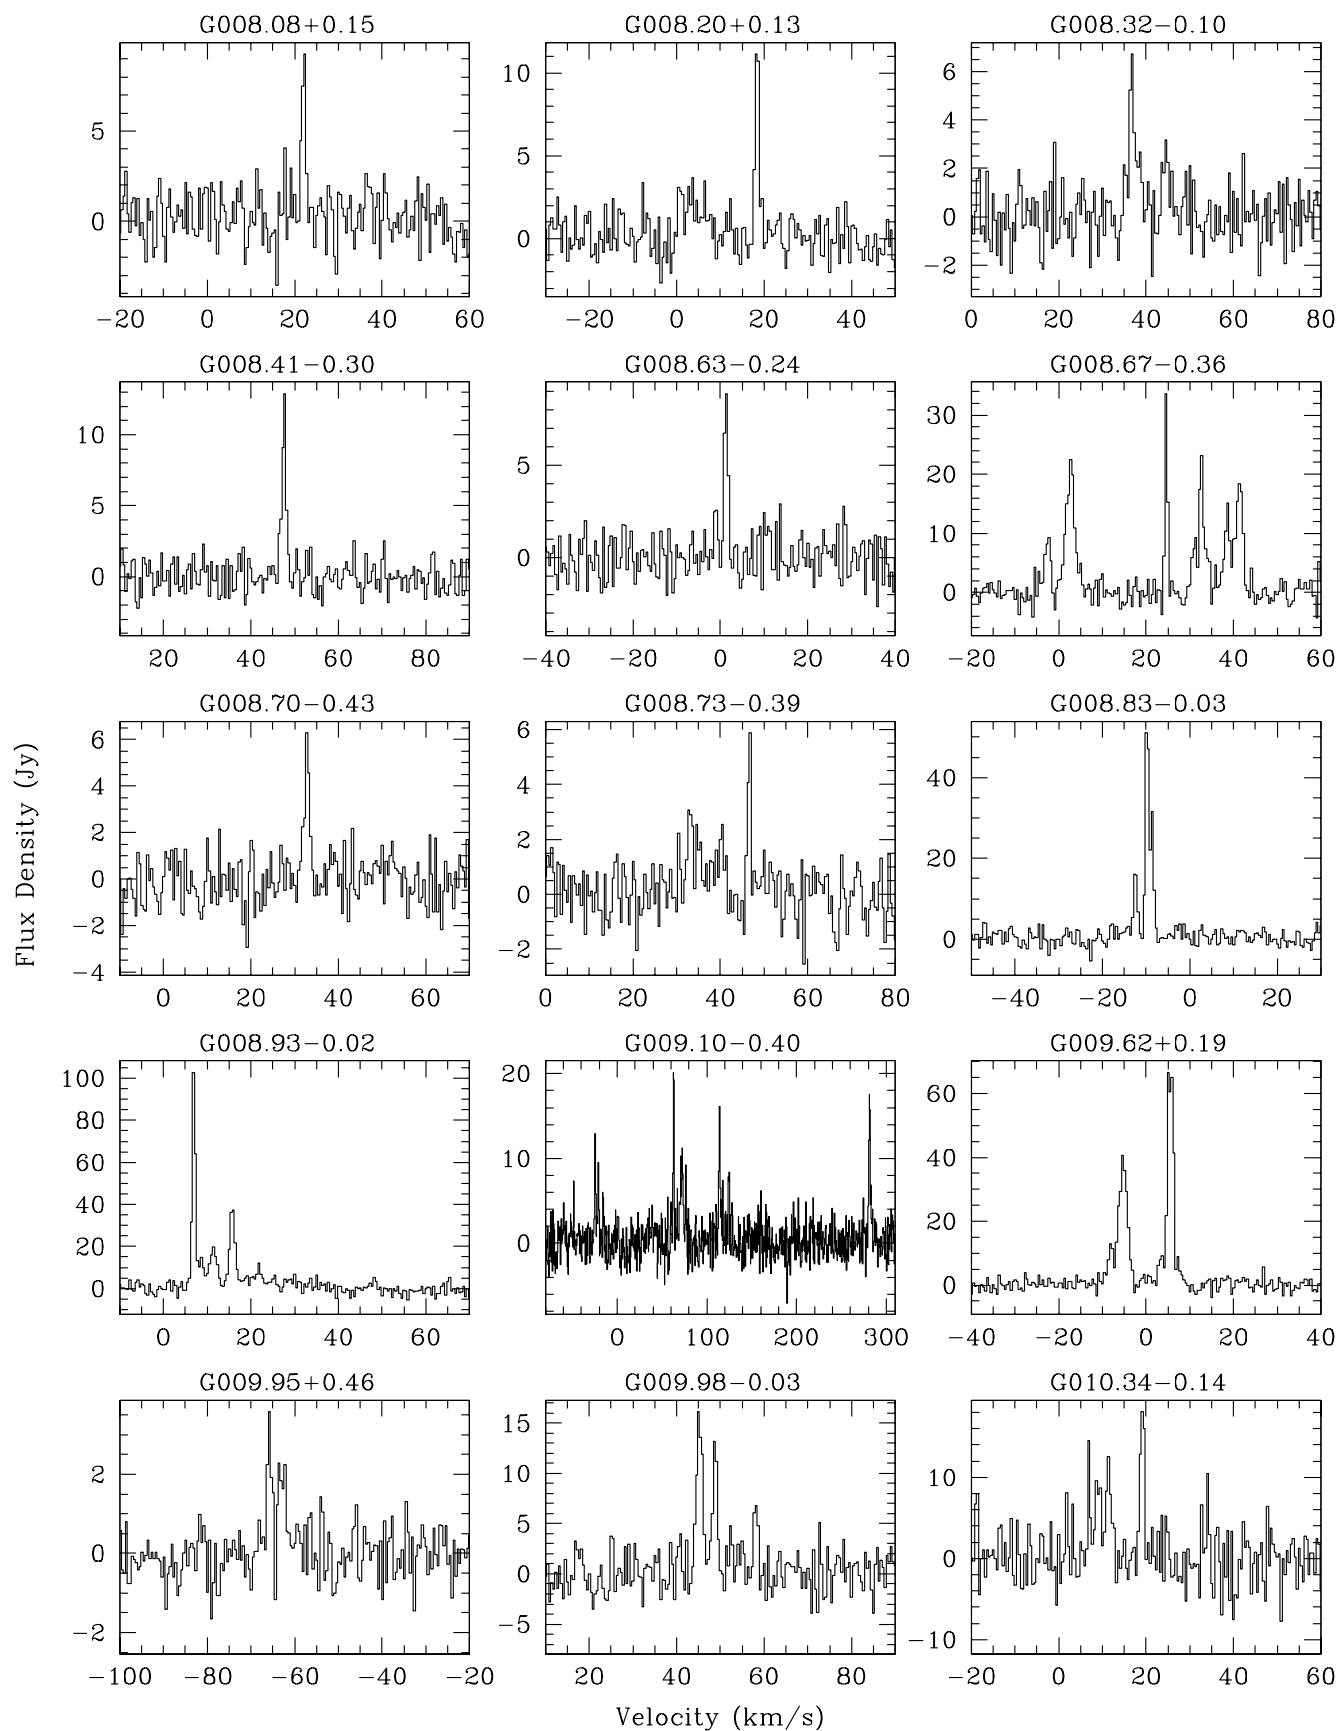 G008.08+0.15
G008.20+0.13
G008.32−0.10
5
0
−20 0 20 40 60
10
5
0
−20 0 20 40
6
4
2
0
−2
0 20 40 60 80
G008.41−0.30
G008.63−0.24
G008.67−0.36
10
5
0
20 40 60 80
5
0
−40 −20 0 20 40
30
20
10
0
−20 0 20 40 60
G008.70−0.43
G008.73−0.39
G008.83−0.03
Flux Density (Jy)
6
4
2
0
−2
−4
0 20 40 60
6
4
2
0
−2
0 20 40 60 80
40
20
0
−40 −20 0 20
G008.93−0.02
G009.10−0.40
G009.62+0.19
100
80
60
40
20
0
0 20 40 60
20
10
0
0 100 200 300
60
40
20
0
−40 −20 0 20 40
G009.95+0.46
G009.98−0.03
G010.34−0.14
2
0
−2
−100 −80 −60 −40 −20
15
10
5
0
−5
20 40 60 80
10
0
−10
−20 0 20 40 60
Velocity (km/s)